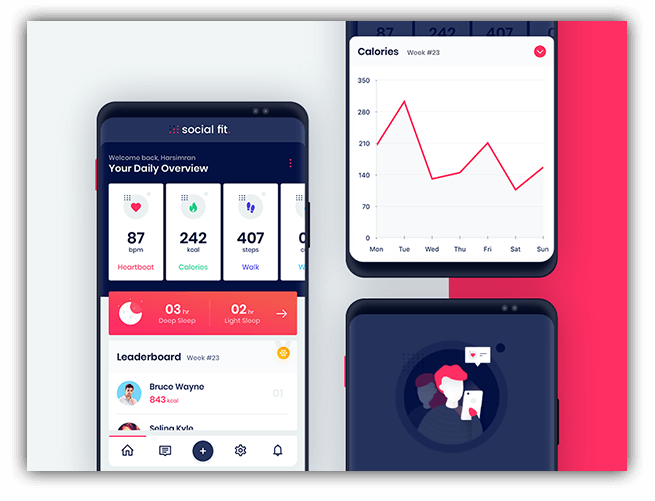 social fit.
Welcome back, Harsimran
Your Daily Overview
87
bpm
Heartbeat
242
kcal
Calories
407
steps
Walk
03 hr
Deep Sleep
02 hr
Light Sleep
Leaderboard Week #23
Bruce Wayne
843 kcal
01
Selina Kyle
87
242
407
Calories Week #23
350
280
210
140
70
0
Mon Tue Wed Thu Fri Sat Sun